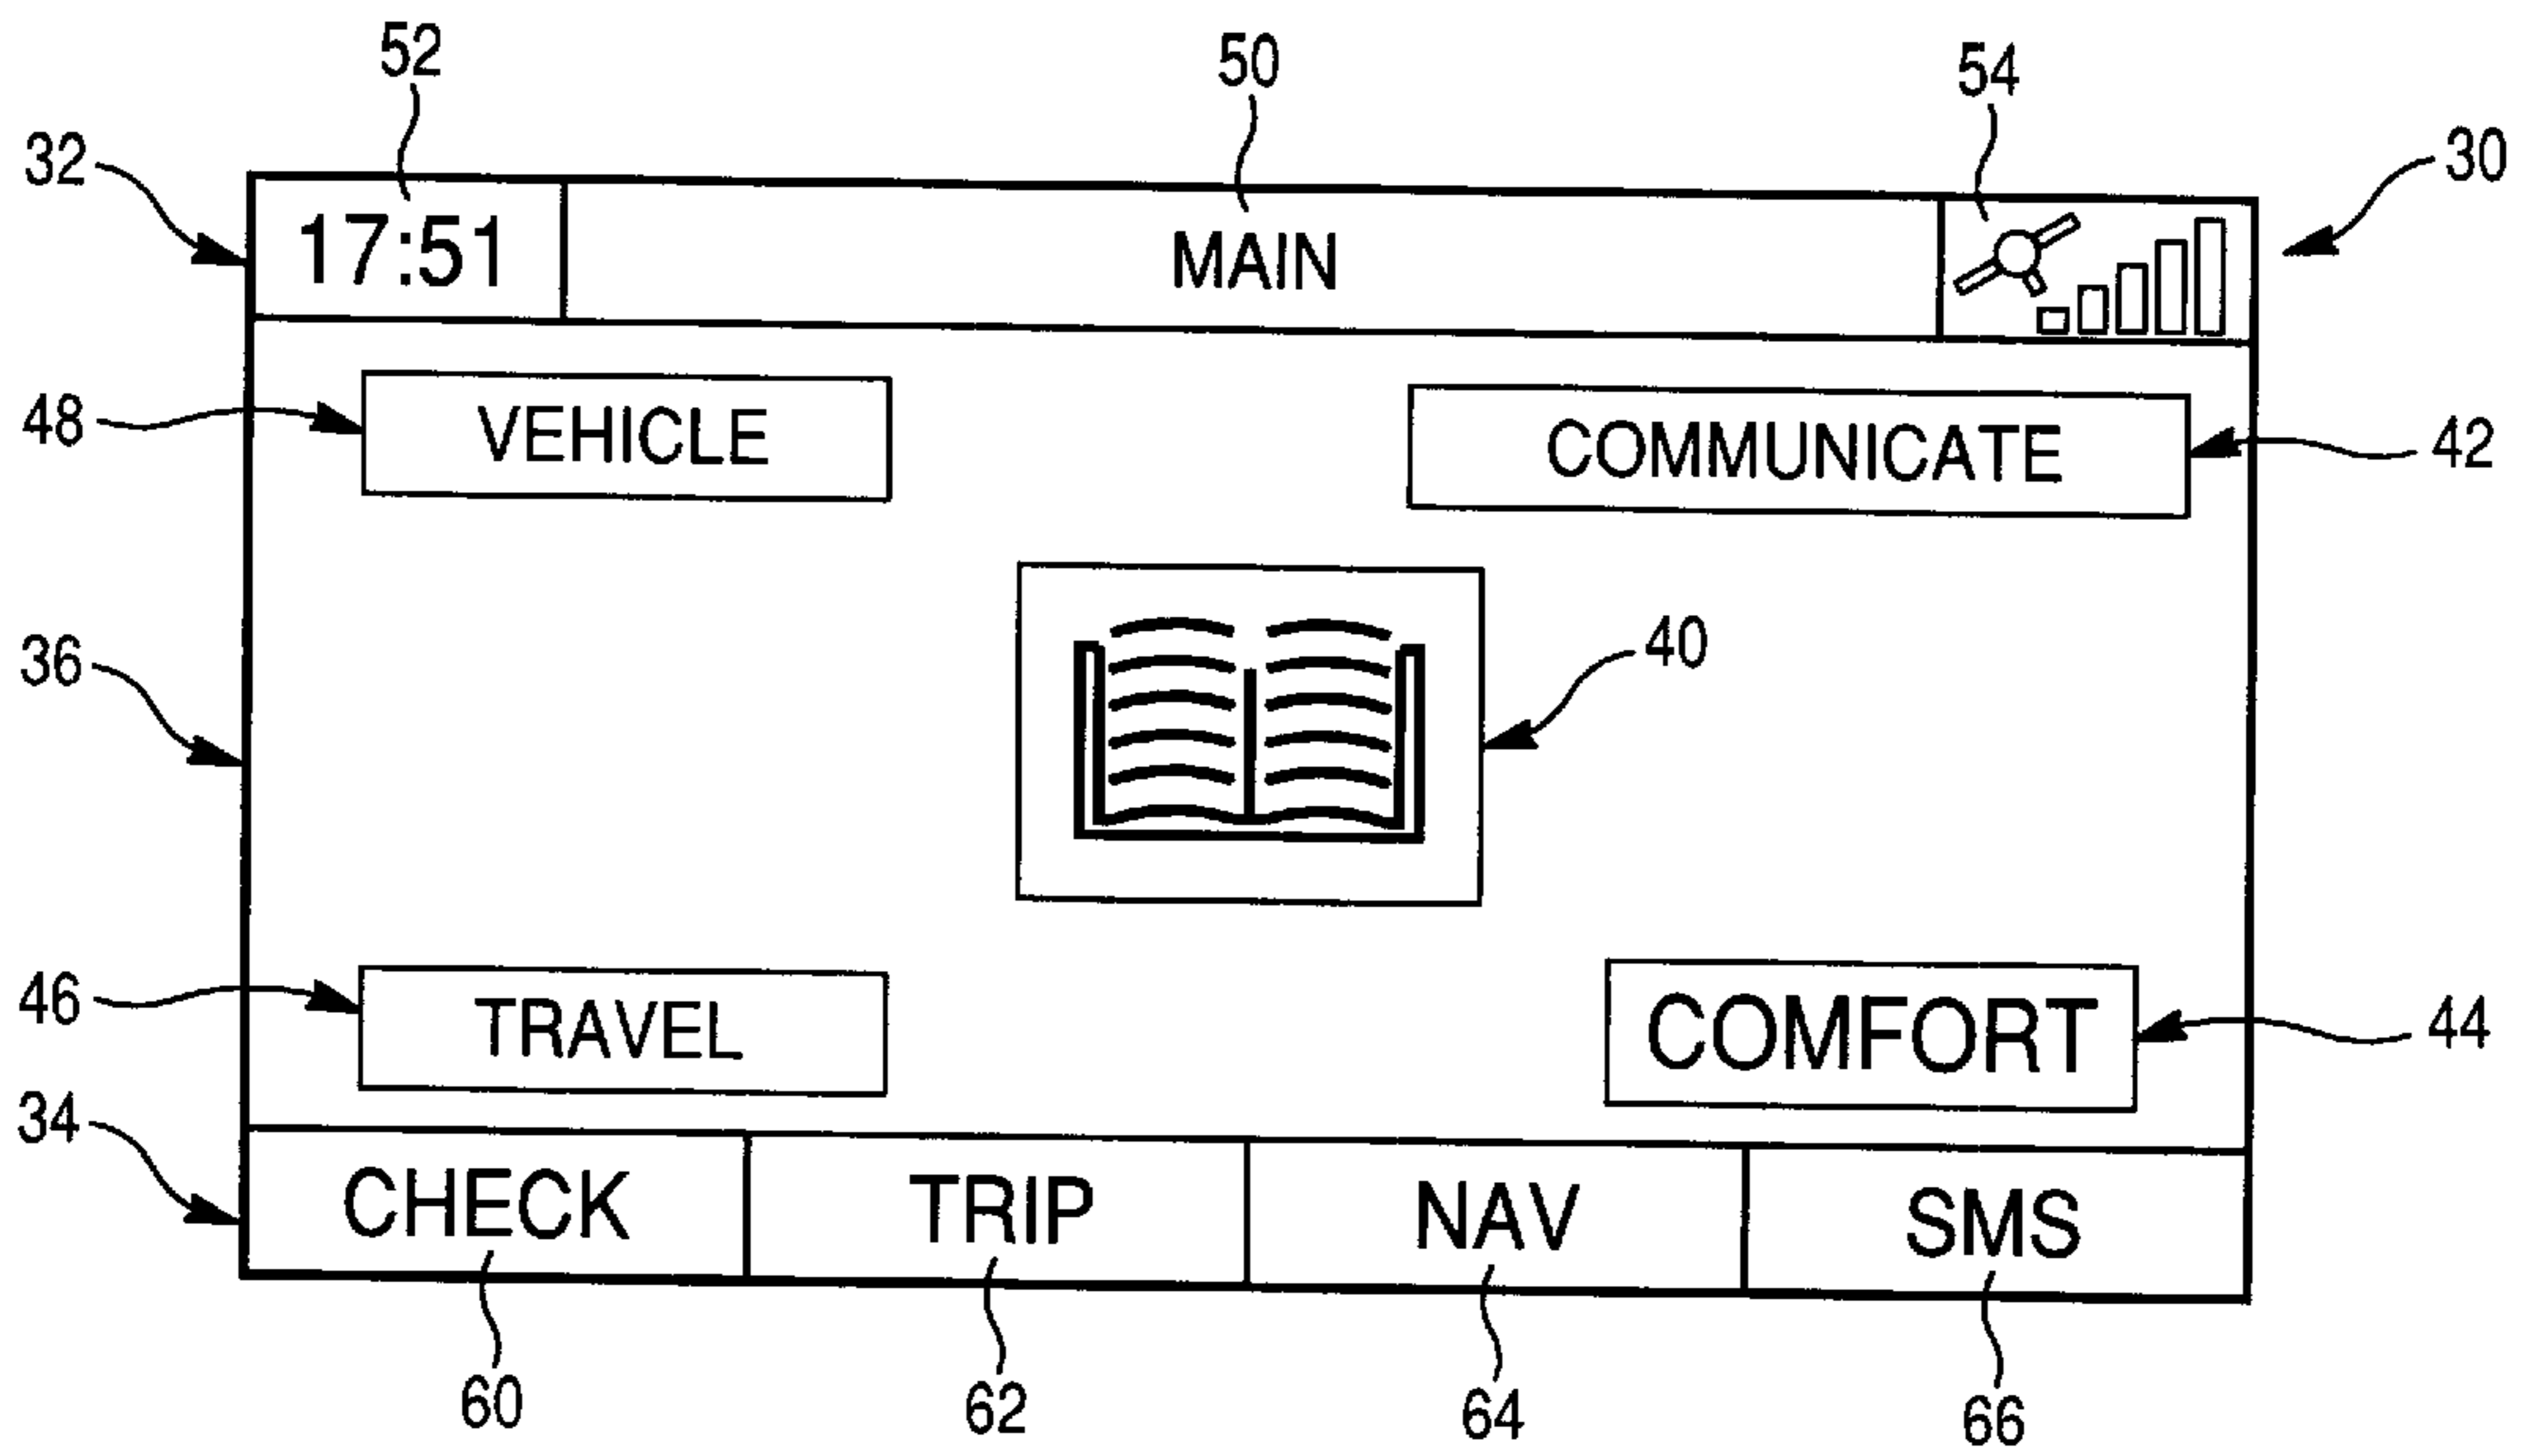 52
50
54
32
30
17:51
MAIN
48
VEHICLE
COMMUNICATE
42
36
40
46
TRAVEL
COMFORT
44
34
CHECK
TRIP
NAV
SMS
60
62
64
66